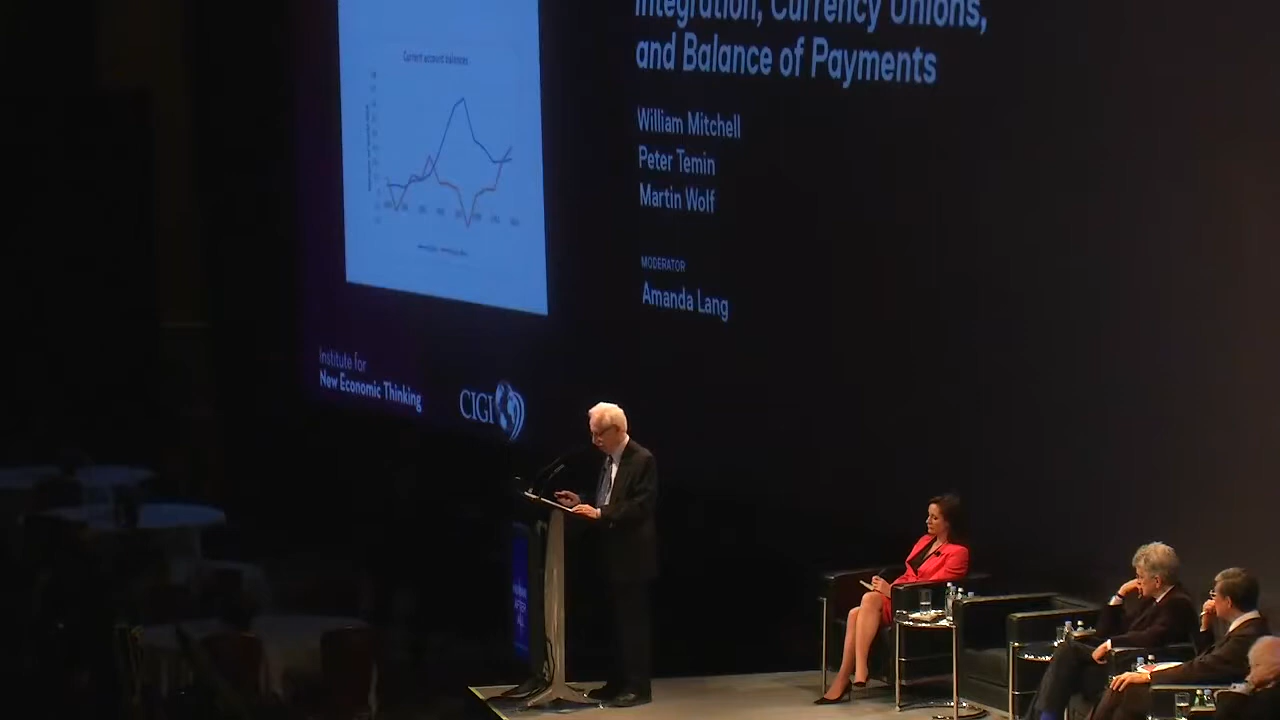 Integration, Currency Unions,
and Balance of Payments
William Mitchell
Peter Temin
Martin Wolf
MODERATOR
Amanda Lang
Current account balances
Institute for
New Economic Thinking
CIGI